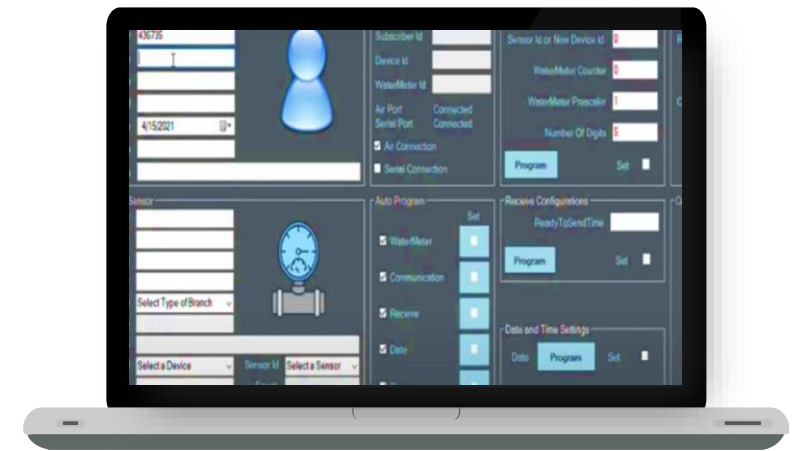 436735
4/15/2021
Subscriber Id
Device Id
WaterMeter Id
Air Port Connected
Serial Port Connected
Air Connection
Serial Connection
Sensor Id or New Device Id 0
WaterMeter Counter 0
WaterMeter Prescaler 1
Number Of Digits 5
Program Set
Sensor
Select Type of Branch
Select a Device Sensor Id Select a Sensor
Auto Program
Set
WaterMeter
Communication
Recieve
Date
Recieve Configurations
ReadyToSendTime
Program Set
Date and Time Settings
Date Program Set